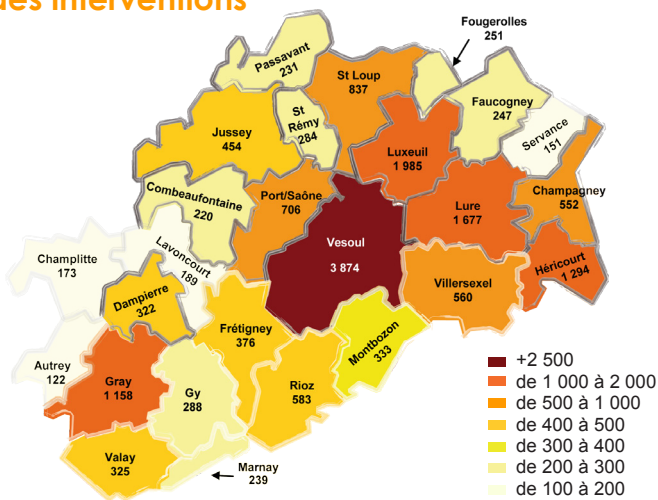 des interventions
Fougerolles
251
Passavant
231
St Loup
837
Faucogney
247
St
Rémy
284
Servance
151
Jussey
454
Luxeuil
1 985
Combeaufontaine
220
Port/Saône
706
Lure
1 677
Champagney
552
Vesoul
3 874
Lavoncourt
189
Champlitte
173
Héricourt
1 294
Villersexel
560
Dampierre
322
Frétigney
376
Montbozon
333
Autrey
122
Gray
1 158
Gy
288
Rioz
583
Valay
325
Marnay
239
+2 500
de 1 000 à 2 000
de 500 à 1 000
de 400 à 500
de 300 à 400
de 200 à 300
de 100 à 200